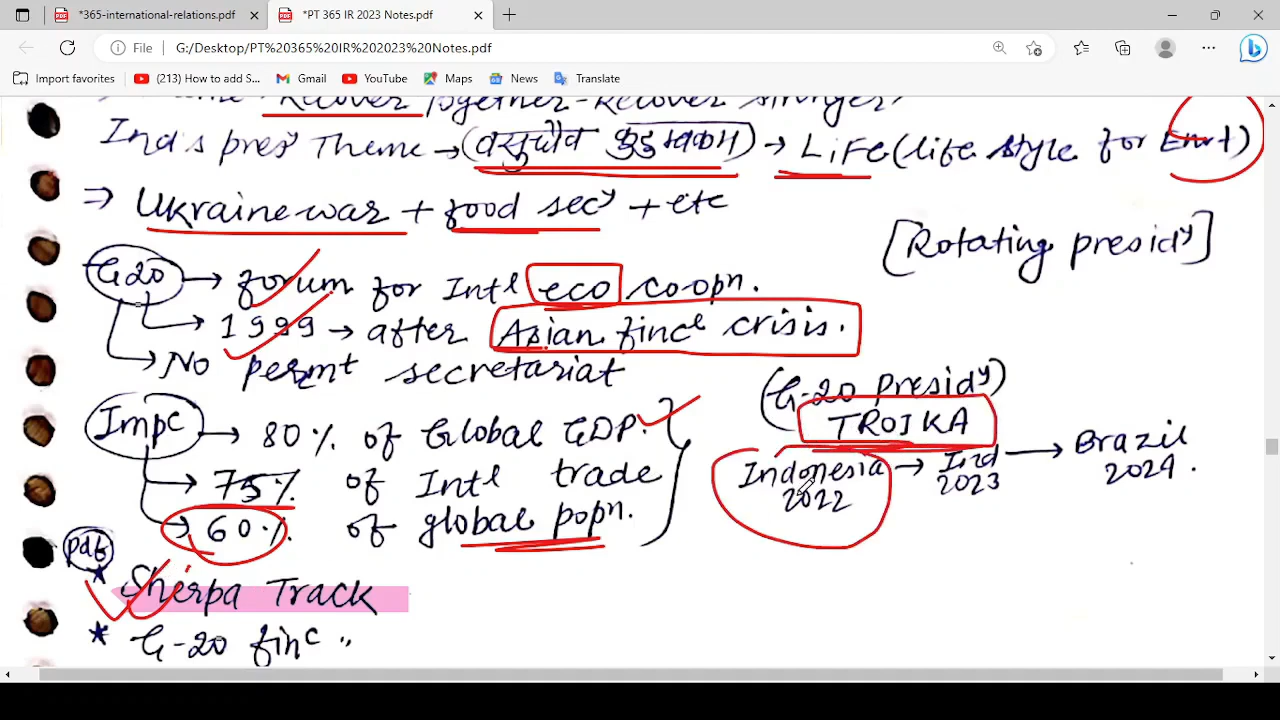 *365-international-relations.pdf
*PT 365 IR 2023 Notes.pdf
File G:/Desktop/PT%20365%20IR%202023%20Notes.pdf
Import favorites (213) How to add S... Gmail YouTube Maps News Translate
Recover Together-Recover Stronger
Ind's presy Theme → (वसुधैव कुटुम्बकम) → LiFe (life style for Envt)
⇒ Ukraine war + food secy + etc
[Rotating presidy]
G20 → forum for Intl eco coopn.
→ 1999 → after Asian fincl crisis.
→ No permt secretariat
(G-20 Presidy)
TROIKA
Impc → 80% of Global GDP.
→ 75% of Intl trade
→ 60% of global popn.
Indonesia 2022 → Ind 2023 → Brazil 2024.
pdf
* Sherpa Track
* G-20 finc "